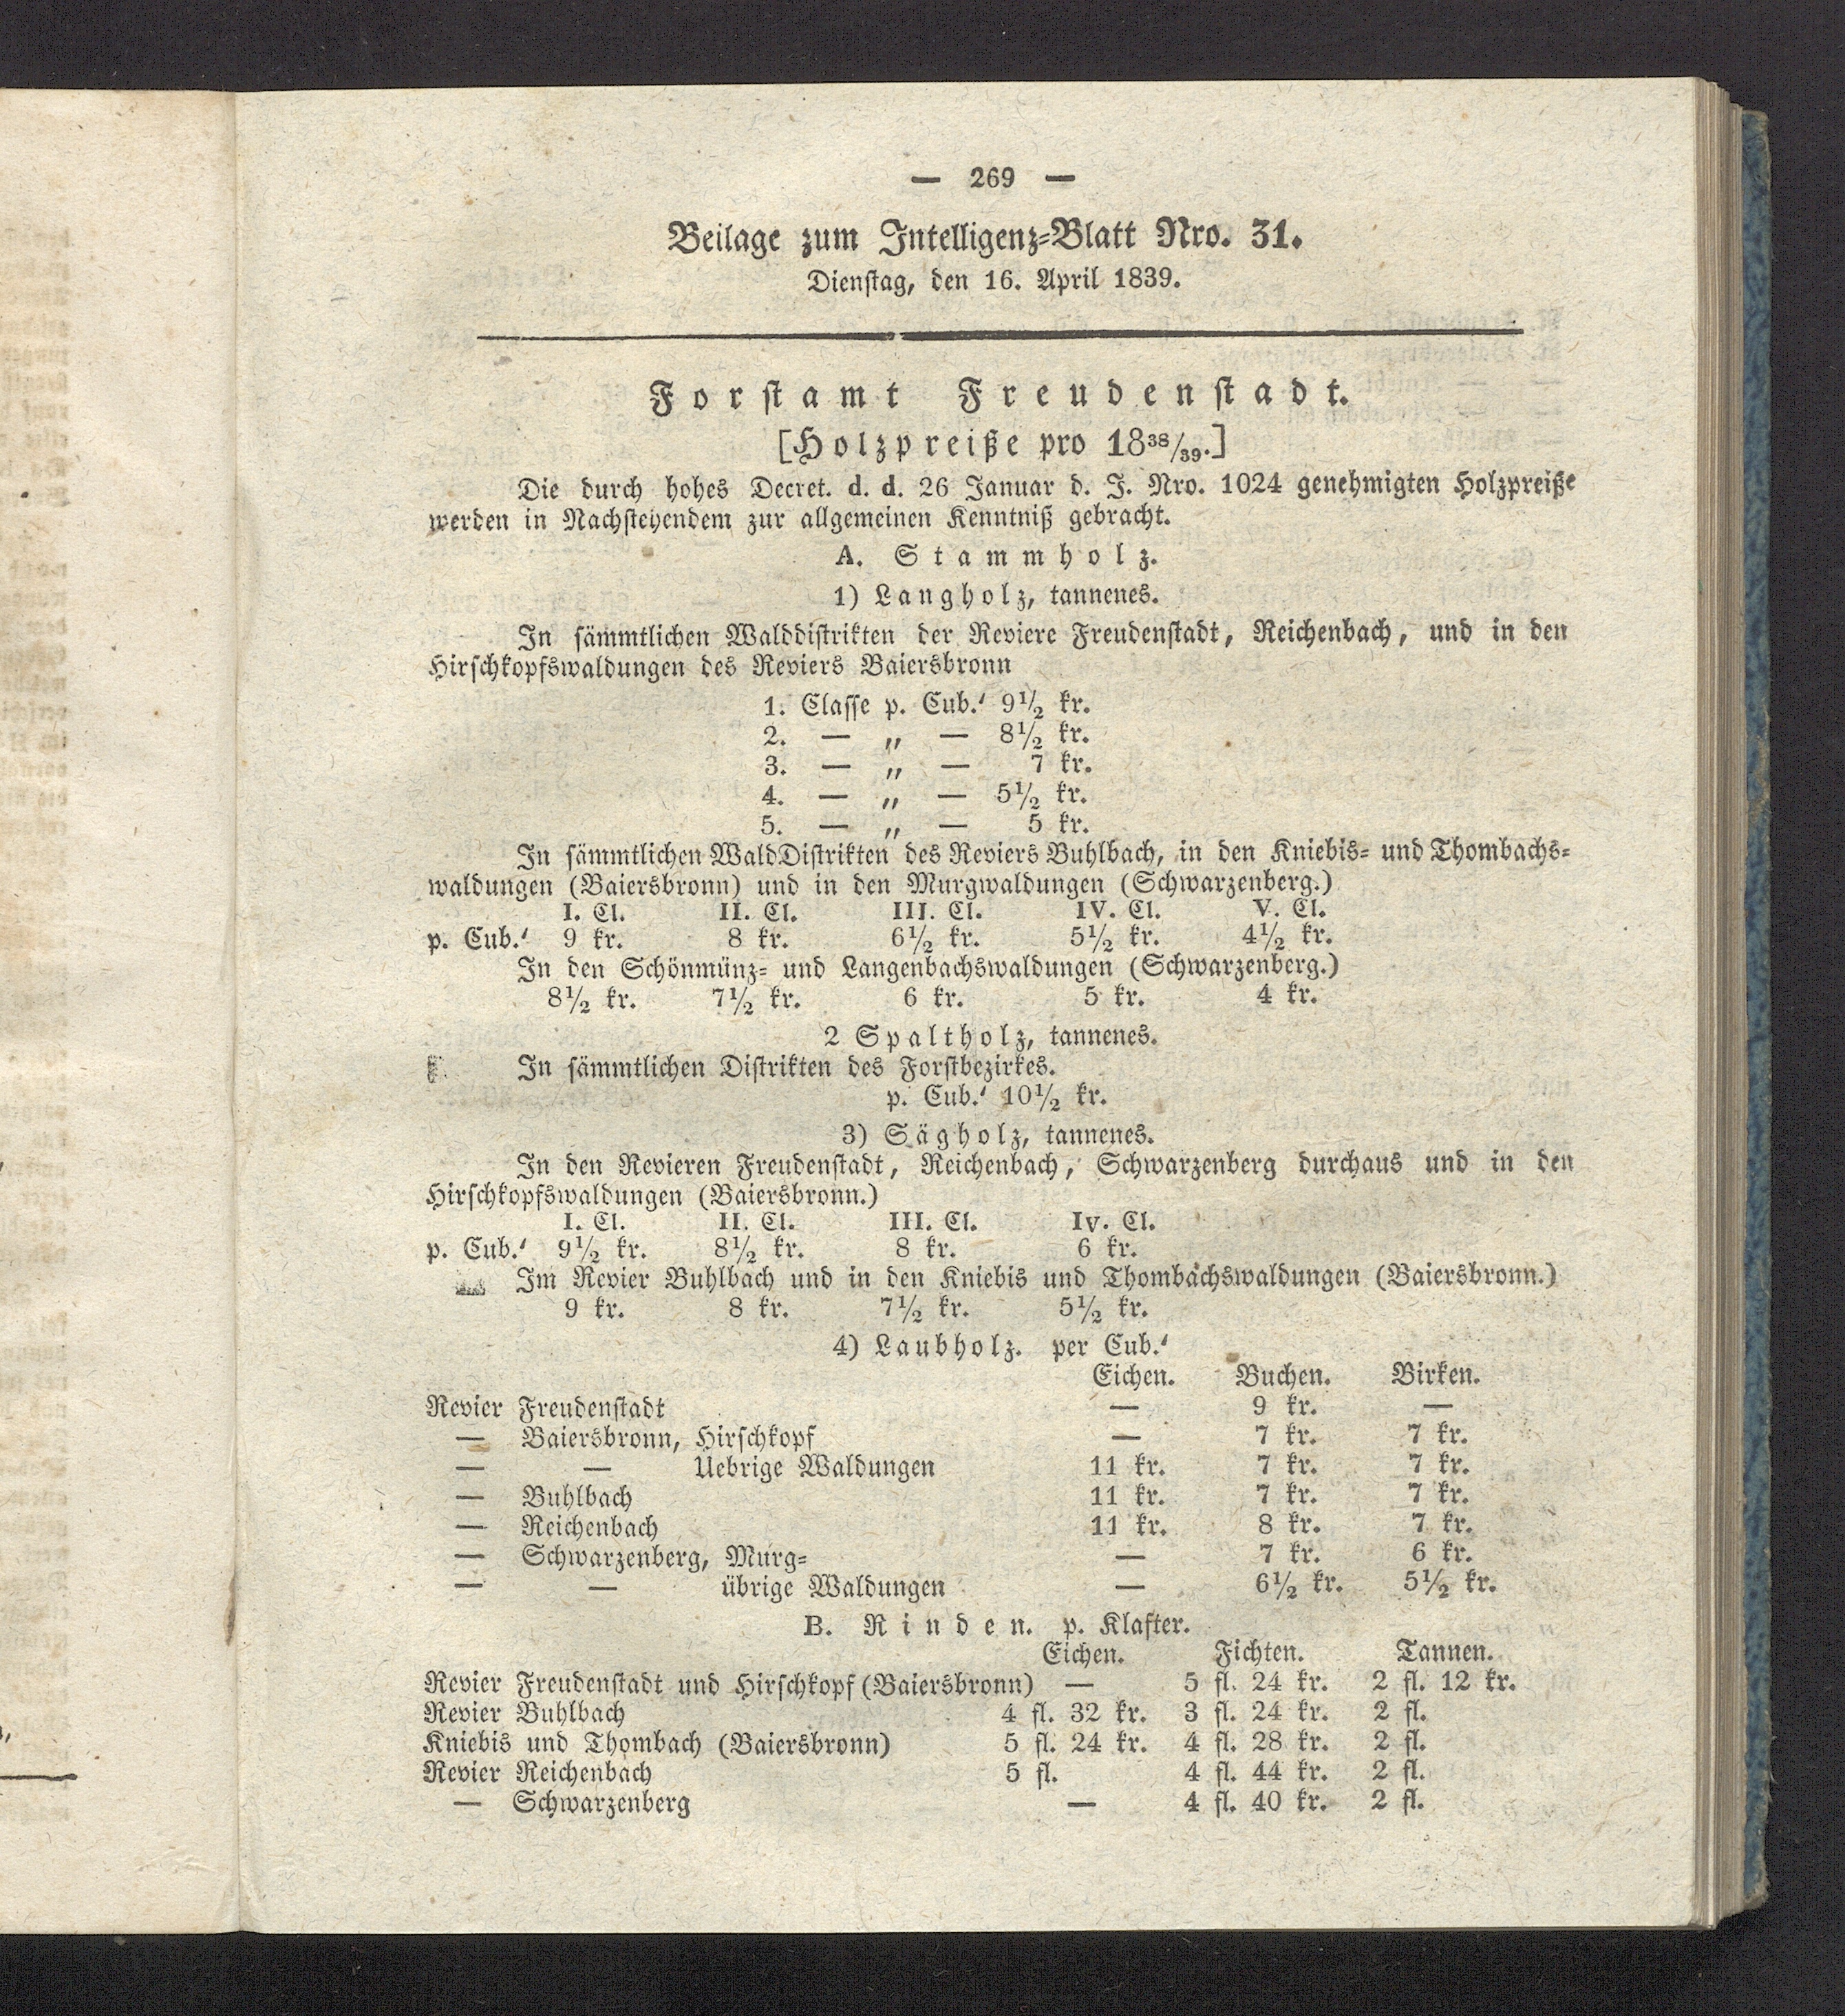 — 269 —
Beilage zum Intelligenz-Blatt Nro. 31.
Dienstag, den 16. April 1839.
Forstamt Freudenstadt.
[Holzpreiße pro 18³⁸/₃₉.]
Die durch hohes Decret. d. d. 26 Januar d. J. Nro. 1024 genehmigten Holzpreiße
werden in Nachstehendem zur allgemeinen Kenntniß gebracht.
A. Stammholz.
1) Langholz, tannenes.
In sämmtlichen Walddistrikten der Reviere Freudenstadt, Reichenbach, und in den
Hirschkopfswaldungen des Reviers Baiersbronn
1. Classe p. Cub.' 9½ kr.
2. — „ — 8½ kr.
3. — „ — 7 kr.
4. — „ — 5½ kr.
5. — „ — 5 kr.
In sämmtlichen WaldDistrikten des Reviers Buhlbach, in den Kniebis- und Thombachs-
waldungen (Baiersbronn) und in den Murgwaldungen (Schwarzenberg.)
I. Cl. II. Cl. III. Cl. IV. Cl. V. Cl.
p. Cub.' 9 kr. 8 kr. 6½ kr. 5½ kr. 4½ kr.
In den Schönmünz- und Langenbachswaldungen (Schwarzenberg.)
8½ kr. 7½ kr. 6 kr. 5 kr. 4 kr.
2 Spaltholz, tannenes.
In sämmtlichen Distrikten des Forstbezirkes.
p. Cub.' 10½ kr.
3) Sägholz, tannenes.
In den Revieren Freudenstadt, Reichenbach, Schwarzenberg durchaus und in den
Hirschkopfswaldungen (Baiersbronn.)
I. Cl. II. Cl. III. Cl. Iv. Cl.
p. Cub.' 9½ kr. 8½ kr. 8 kr. 6 kr.
Im Revier Buhlbach und in den Kniebis und Thombachswaldungen (Baiersbronn.)
9 kr. 8 kr. 7½ kr. 5½ kr.
4) Laubholz. per Cub.'
Eichen. Buchen. Birken.
Revier Freudenstadt — 9 kr. —
— Baiersbronn, Hirschkopf — 7 kr. 7 kr.
— — Uebrige Waldungen 11 kr. 7 kr. 7 kr.
— Buhlbach 11 kr. 7 kr. 7 kr.
— Reichenbach 11 kr. 8 kr. 7 kr.
— Schwarzenberg, Murg- — 7 kr. 6 kr.
— — übrige Waldungen — 6½ kr. 5½ kr.
B. Rinden. p. Klafter.
Eichen. Fichten. Tannen.
Revier Freudenstadt und Hirschkopf (Baiersbronn) — 5 fl. 24 kr. 2 fl. 12 kr.
Revier Buhlbach 4 fl. 32 kr. 3 fl. 24 kr. 2 fl.
Kniebis und Thombach (Baiersbronn) 5 fl. 24 kr. 4 fl. 28 kr. 2 fl.
Revier Reichenbach 5 fl. 4 fl. 44 kr. 2 fl.
— Schwarzenberg — 4 fl. 40 kr. 2 fl.